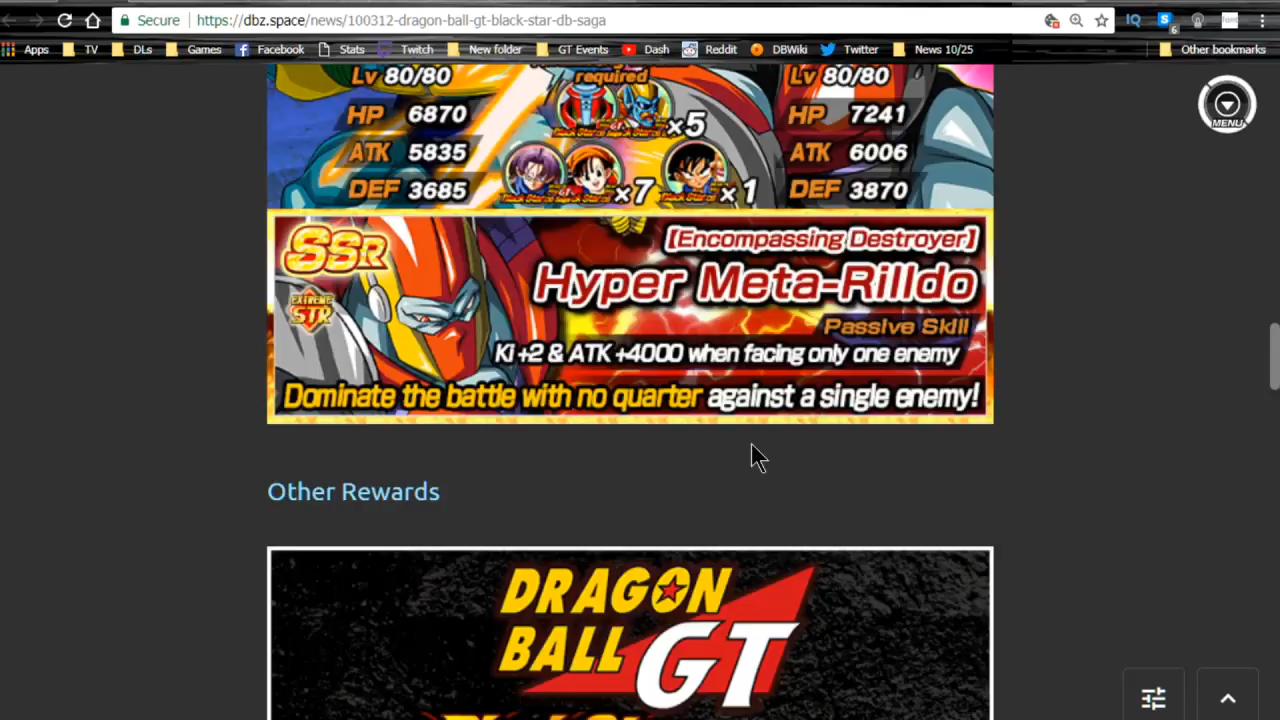 Secure https://dbz.space/news/100312-dragon-ball-gt-black-star-db-saga
6
Apps TV DLs Games Facebook Stats Twitch New folder GT Events Dash Reddit DBWiki Twitter News 10/25 Other bookmarks
Lv 80/80 required Lv 80/80
HP 6870 ×5 HP 7241
ATK 5835 ATK 6006
DEF 3685 ×7 ×1 DEF 3870
MENU
SSR [Encompassing Destroyer]
EXTREME STR Hyper Meta-Rilldo
Passive Skill
Ki +2 & ATK +4000 when facing only one enemy
Dominate the battle with no quarter against a single enemy!
Other Rewards
DRAGON
BALL GT